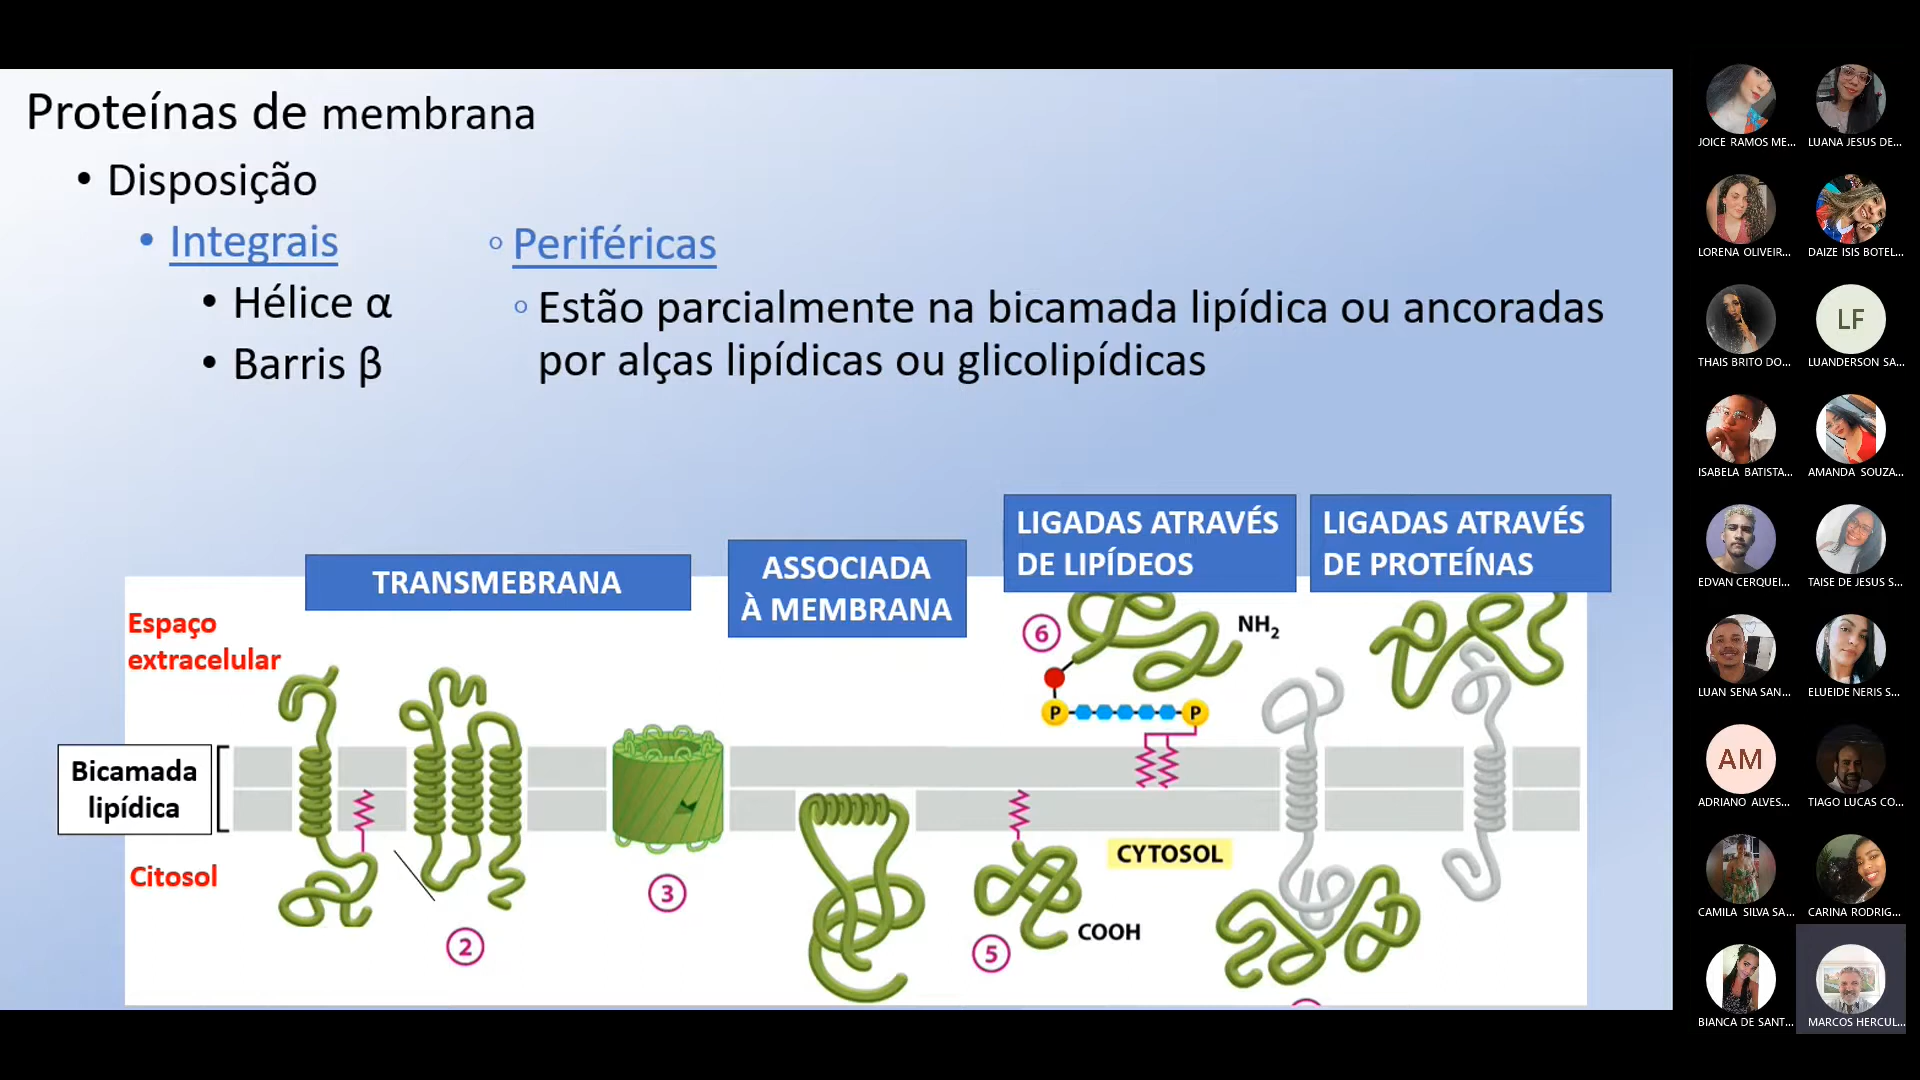 Proteínas de membrana
• Disposição
• Integrais
• Hélice α
• Barris β
○ Periféricas
○ Estão parcialmente na bicamada lipídica ou ancoradas
por alças lipídicas ou glicolipídicas
TRANSMEBRANA
ASSOCIADA
À MEMBRANA
LIGADAS ATRAVÉS
DE LIPÍDEOS
LIGADAS ATRAVÉS
DE PROTEÍNAS
Espaço
extracelular
6
NH₂
P
P
Bicamada
lipídica
Citosol
CYTOSOL
3
2
5
COOH
JOICE RAMOS ME...
LUANA JESUS DE...
LORENA OLIVEIR...
DAIZE ISIS BOTEL...
THAIS BRITO DO...
LF
LUANDERSON SA...
ISABELA BATISTA...
AMANDA SOUZA...
EDVAN CERQUEI...
TAISE DE JESUS S...
LUAN SENA SAN...
ELUEIDE NERIS S...
AM
ADRIANO ALVES...
TIAGO LUCAS CO...
CAMILA SILVA SA...
CARINA RODRIG...
BIANCA DE SANT...
MARCOS HERCUL...